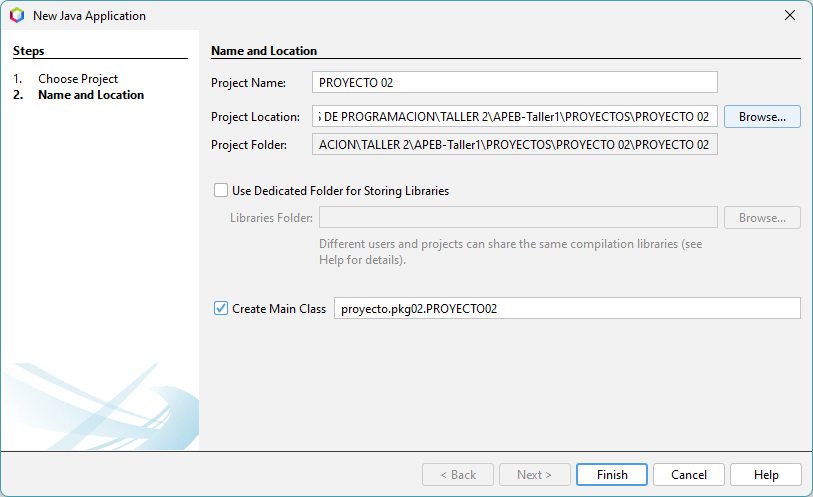 New Java Application
Steps
1. Choose Project
2. Name and Location
Name and Location
Project Name: PROYECTO 02
Project Location: DE PROGRAMACION\TALLER 2\APEB-Taller1\PROYECTOS\PROYECTO 02 Browse...
Project Folder: ACION\TALLER 2\APEB-Taller1\PROYECTOS\PROYECTO 02\PROYECTO 02
Use Dedicated Folder for Storing Libraries
Libraries Folder: Browse...
Different users and projects can share the same compilation libraries (see
Help for details).
Create Main Class proyecto.pkg02.PROYECTO02
< Back Next > Finish Cancel Help